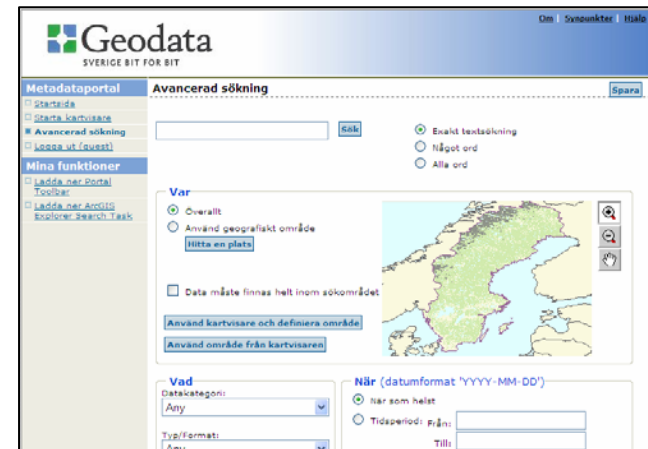 Om | Synpunkter | Hjälp
Geodata
SVERIGE BIT FÖR BIT
Metadataportal
Startsida
Starta kartvisare
Avancerad sökning
Logga ut (guest)
Mina funktioner
Ladda ner Portal
Toolbar
Ladda ner ArcGIS
Explorer Search Task
Avancerad sökning
Spara
Sök
Exakt textsökning
Något ord
Alla ord
Var
Överallt
Använd geografiskt område
Hitta en plats
Data måste finnas helt inom sökområdet
Använd kartvisare och definiera område
Använd område från kartvisaren
Vad
Datakategori:
Any
Typ/Format:
Any
När (datumformat 'YYYY-MM-DD')
När som helst
Tidsperiod: Från:
Till: